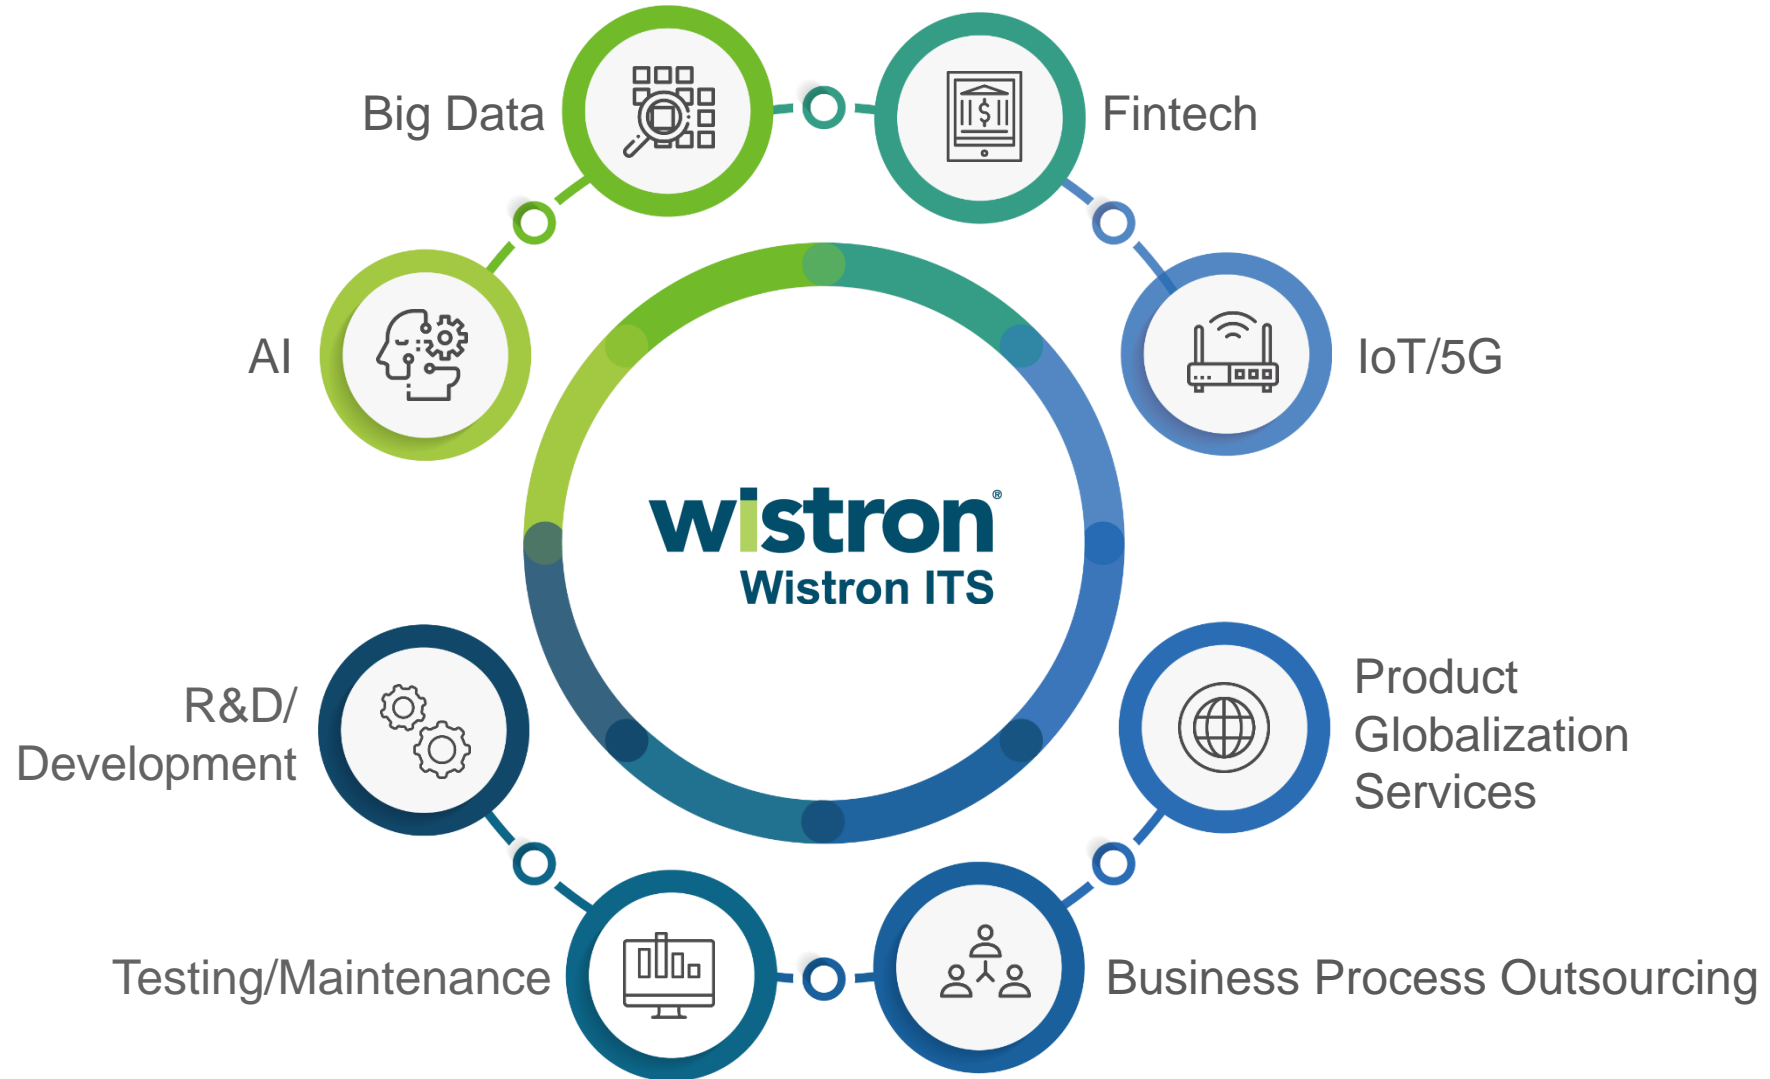 Big Data
Fintech
AI
IoT/5G
wistron®
Wistron ITS
R&D/
Development
Product
Globalization
Services
Testing/Maintenance
Business Process Outsourcing